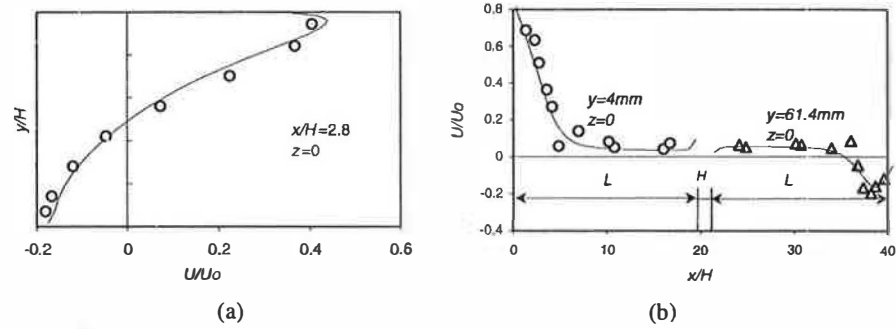 y/H
x/H=2.8
z=0
-0.2 0 0.2 0.4 0.6
U/Uo
(a)
0.8
0.6
0.4
0.2
0
-0.2
-0.4
U/Uo
y=4mm
z=0
y=61.4mm
z=0
L H L
0 10 20 30 40
x/H
(b)